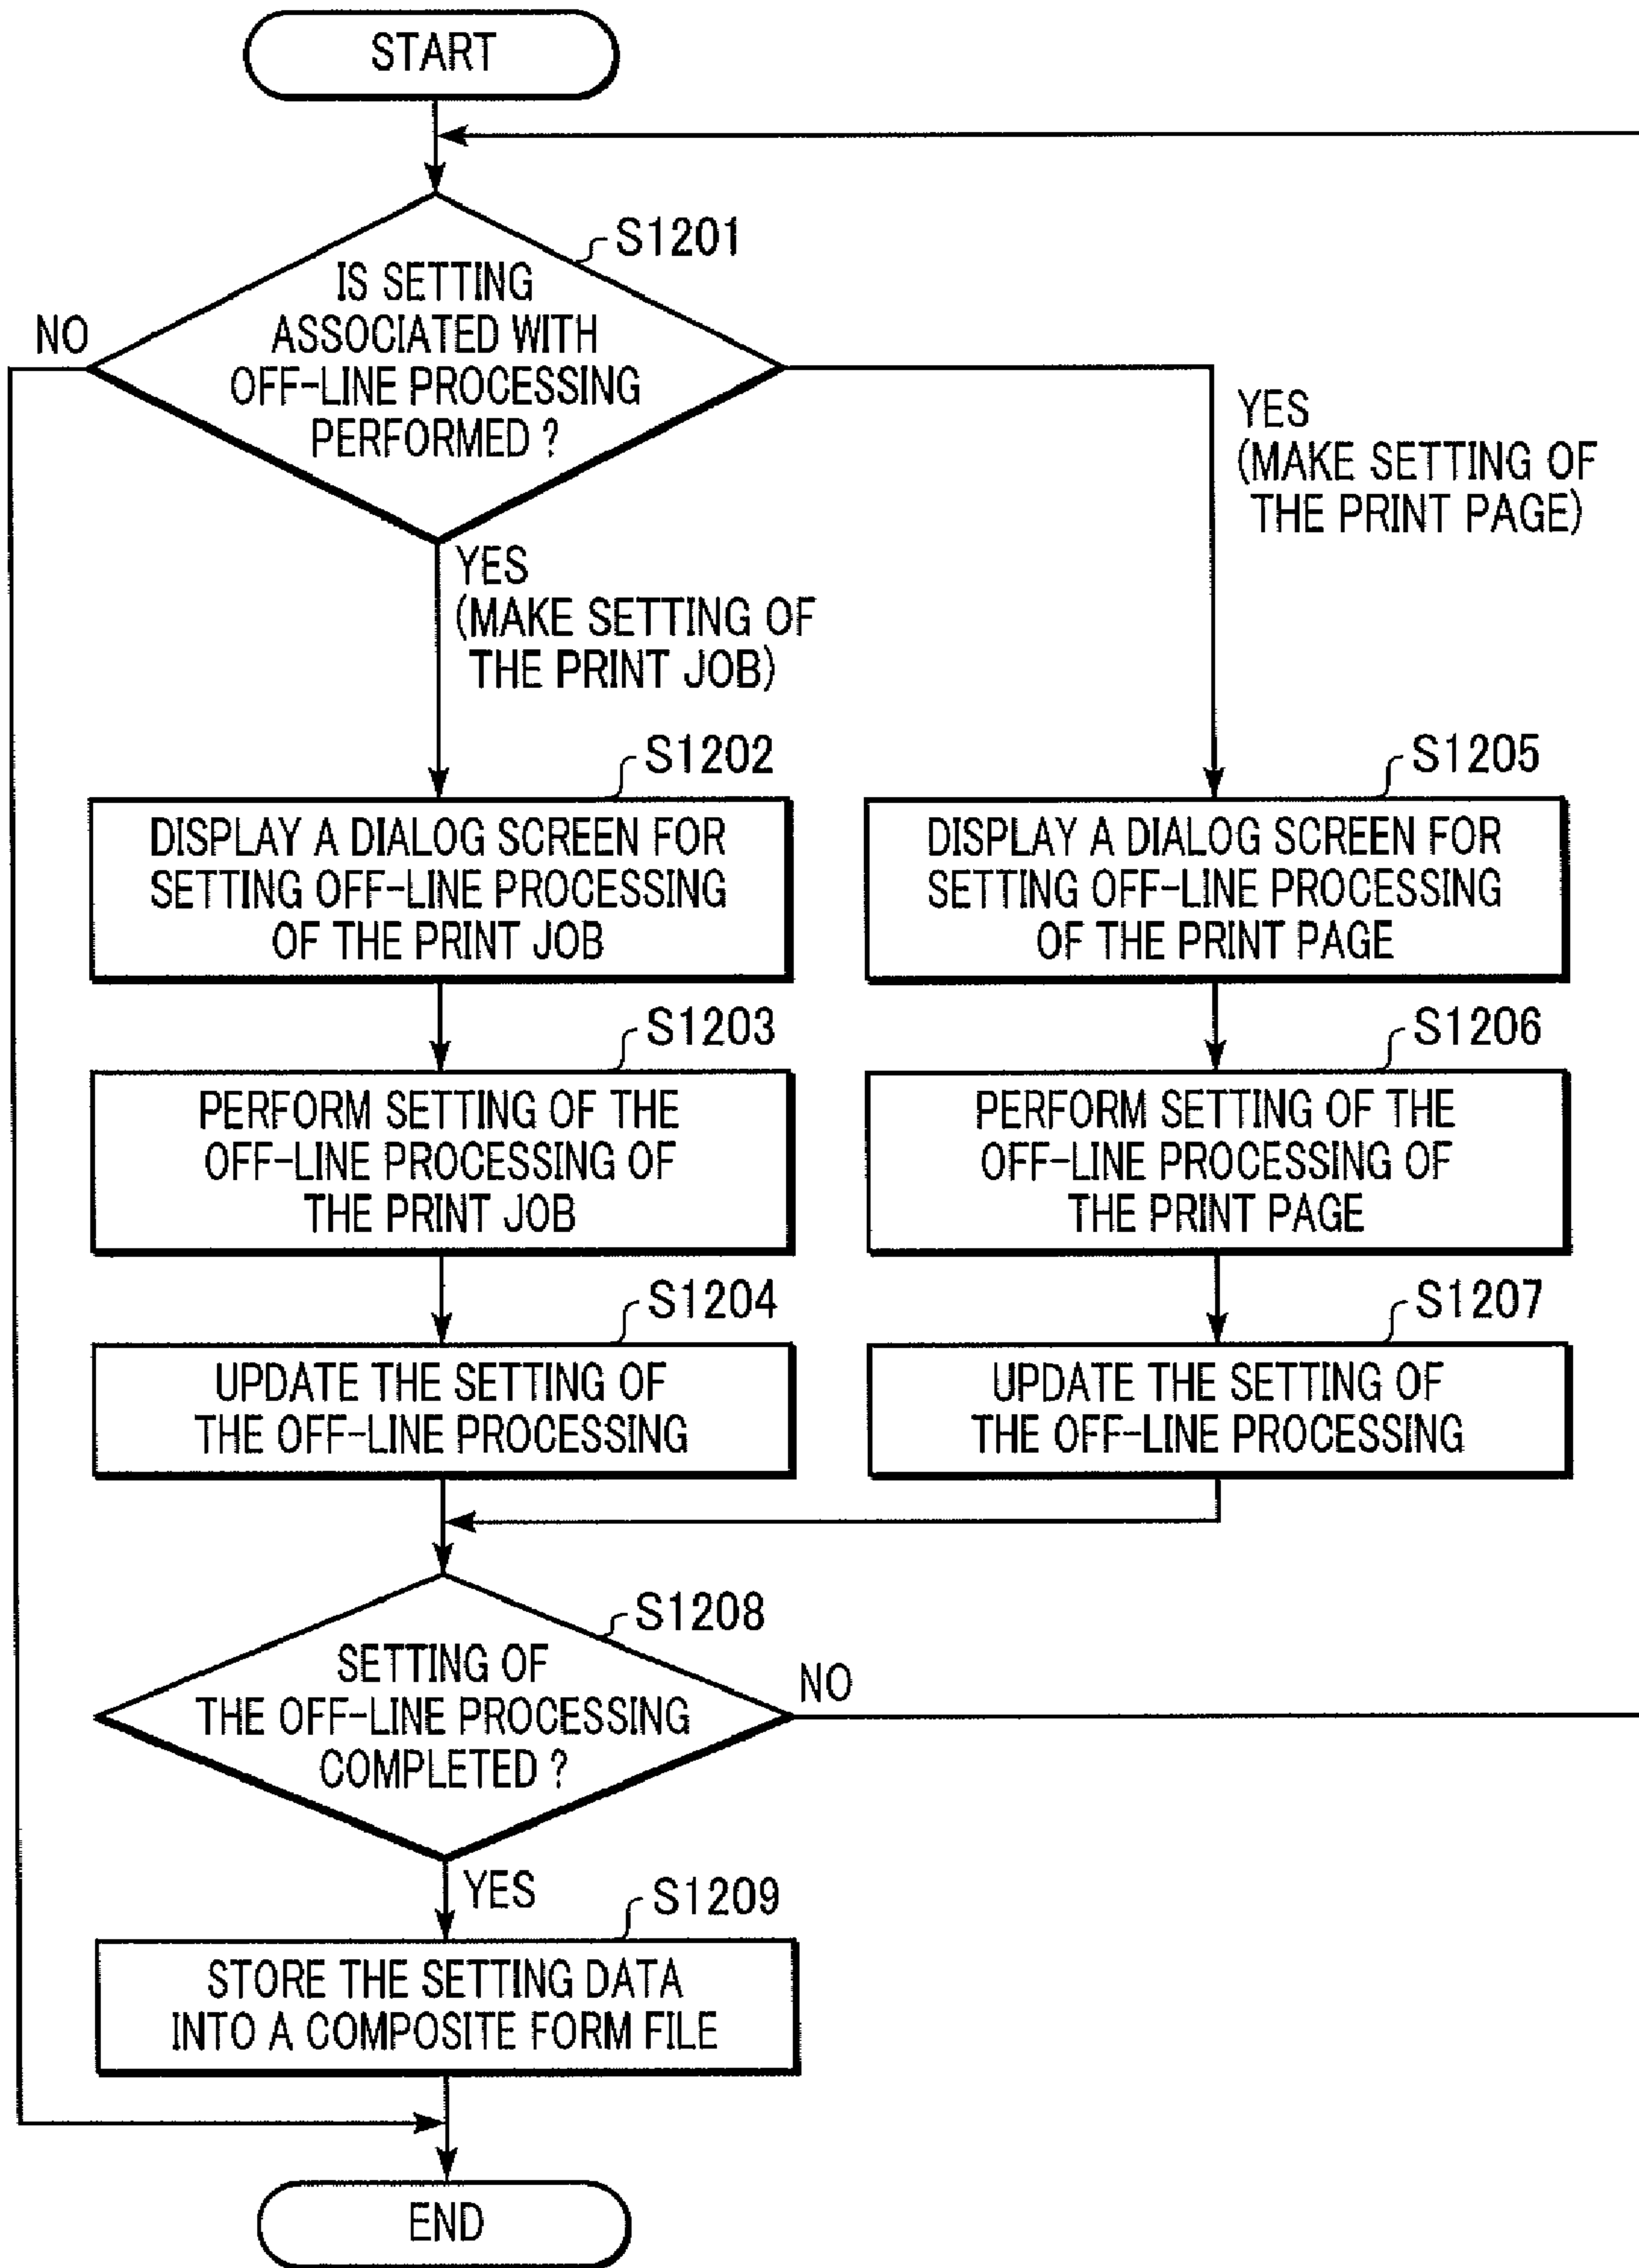 START
S1201
IS SETTING
ASSOCIATED WITH
OFF-LINE PROCESSING
PERFORMED ?
NO
YES
(MAKE SETTING OF
THE PRINT PAGE)
YES
(MAKE SETTING OF
THE PRINT JOB)
S1202
DISPLAY A DIALOG SCREEN FOR
SETTING OFF-LINE PROCESSING
OF THE PRINT JOB
S1205
DISPLAY A DIALOG SCREEN FOR
SETTING OFF-LINE PROCESSING
OF THE PRINT PAGE
S1203
PERFORM SETTING OF THE
OFF-LINE PROCESSING OF
THE PRINT JOB
S1206
PERFORM SETTING OF THE
OFF-LINE PROCESSING OF
THE PRINT PAGE
S1204
UPDATE THE SETTING OF
THE OFF-LINE PROCESSING
S1207
UPDATE THE SETTING OF
THE OFF-LINE PROCESSING
S1208
SETTING OF
THE OFF-LINE PROCESSING
COMPLETED ?
NO
YES
S1209
STORE THE SETTING DATA
INTO A COMPOSITE FORM FILE
END